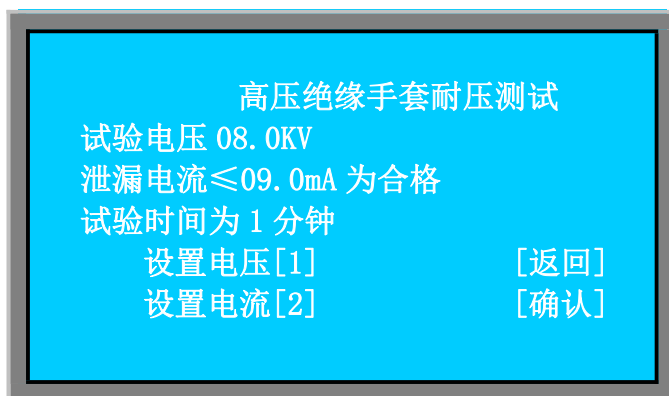 高压绝缘手套耐压测试
试验电压 08.0KV
泄漏电流≤09.0mA 为合格
试验时间为 1 分钟
设置电压[1] [返回]
设置电流[2] [确认]